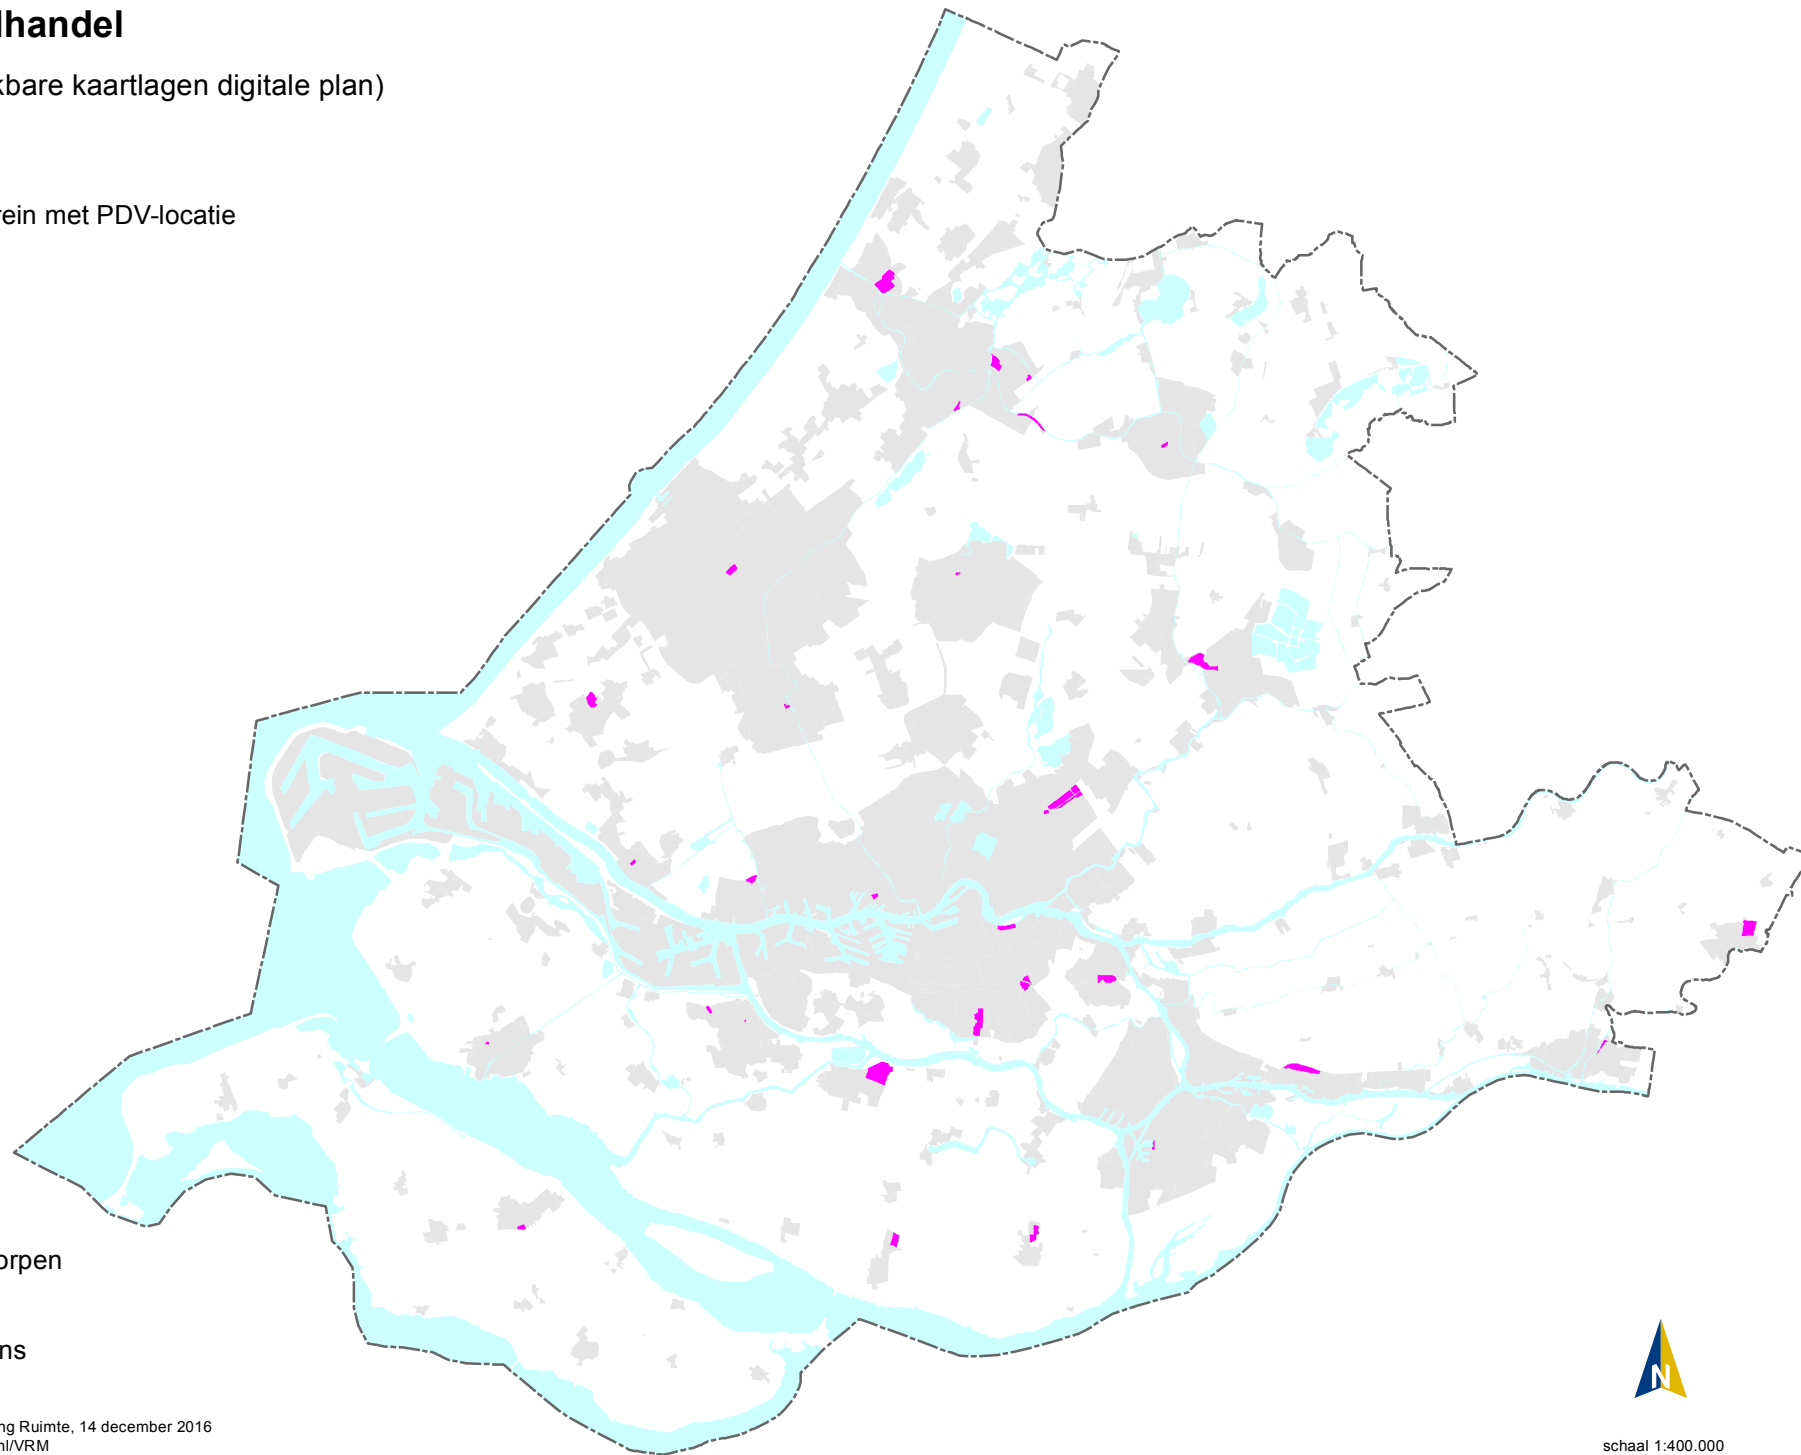 lhandel
kbare kaartlagen digitale plan)
rein met PDV-locatie
orpen
ns
ng Ruimte, 14 december 2016
nl/VRM
N
schaal 1:400.000